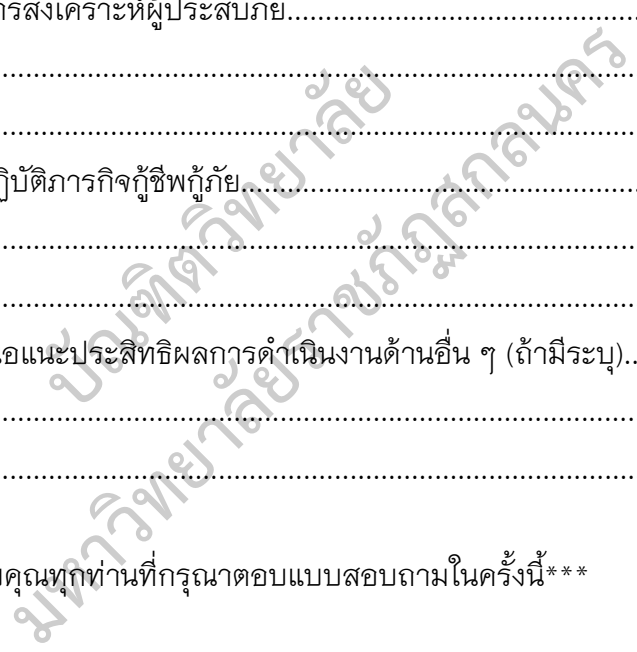 ารสงเคราะห์ผู้ประสบภัย..............................................................
..............................................................................................
..............................................................................................
ฏิบัติภารกิจกู้ชีพกู้ภัย.................................................................
..............................................................................................
..............................................................................................
นอแนะประสิทธิผลการดำเนินงานด้านอื่น ๆ (ถ้ามีระบุ)..
..............................................................................................
..............................................................................................
คุณทุกท่านที่กรุณาตอบแบบสอบถามในครั้งนี้***
บัณฑิตวิทยาลัย
มหาวิทยาลัยราชภัฏสกลนคร